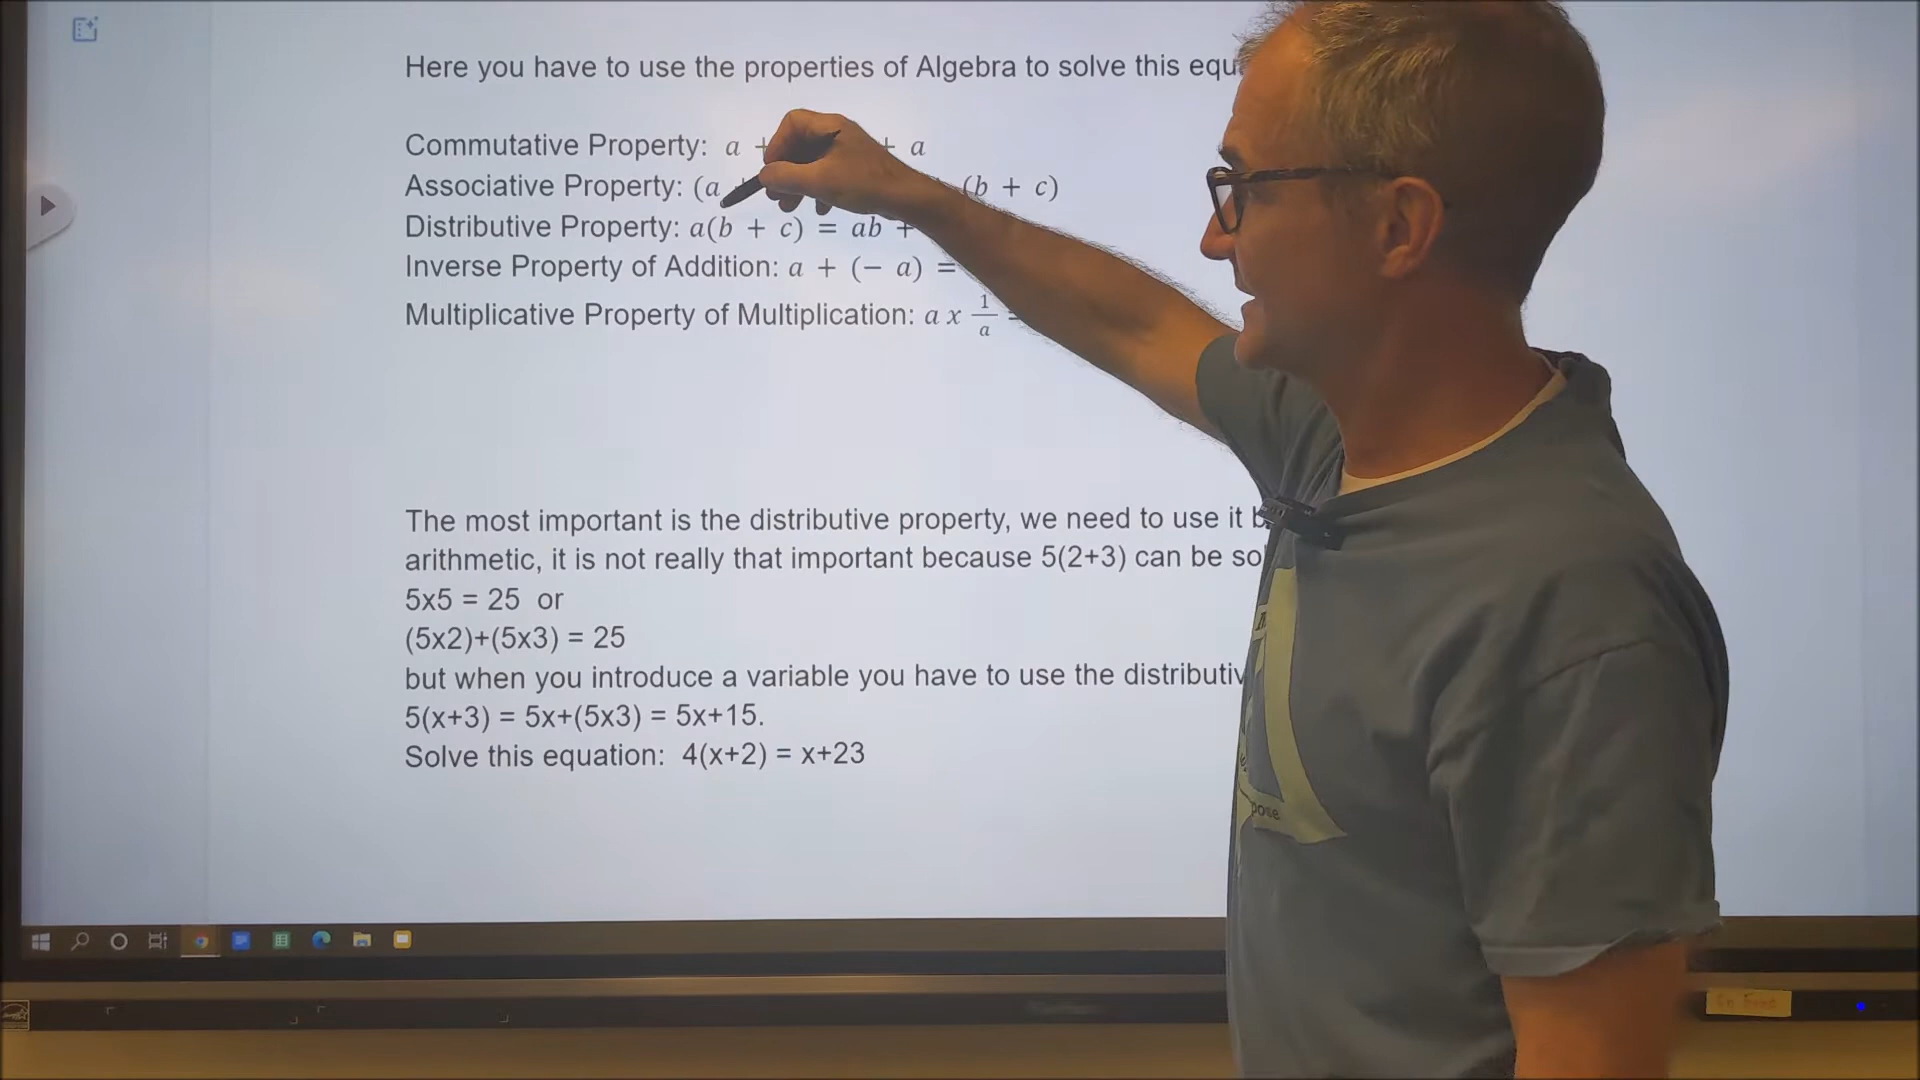 Here you have to use the properties of Algebra to solve this equ
Commutative Property: a + + a
Associative Property: (a (b + c)
Distributive Property: a(b + c) = ab +
Inverse Property of Addition: a + (− a) =
Multiplicative Property of Multiplication: a x 1/a
The most important is the distributive property, we need to use it
arithmetic, it is not really that important because 5(2+3) can be so
5x5 = 25 or
(5x2)+(5x3) = 25
but when you introduce a variable you have to use the distributiv
5(x+3) = 5x+(5x3) = 5x+15.
Solve this equation: 4(x+2) = x+23
pose